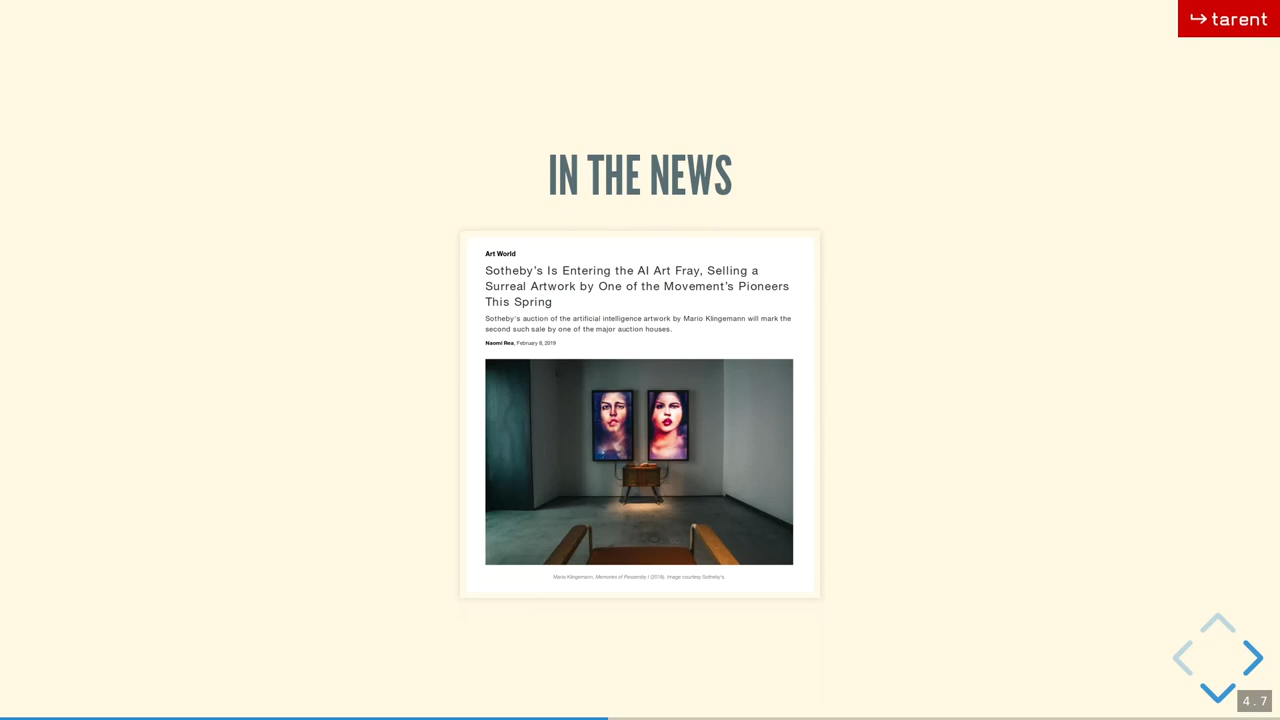 tarent
IN THE NEWS
Art World
Sotheby's Is Entering the AI Art Fray, Selling a
Surreal Artwork by One of the Movement's Pioneers
This Spring
Sotheby's auction of the artificial intelligence artwork by Mario Klingemann will mark the
second such sale by one of the major auction houses.
Naomi Rea, February 8, 2019
Mario Klingemann, Memories of Passersby I (2018). Image courtesy Sotheby's.
4.7